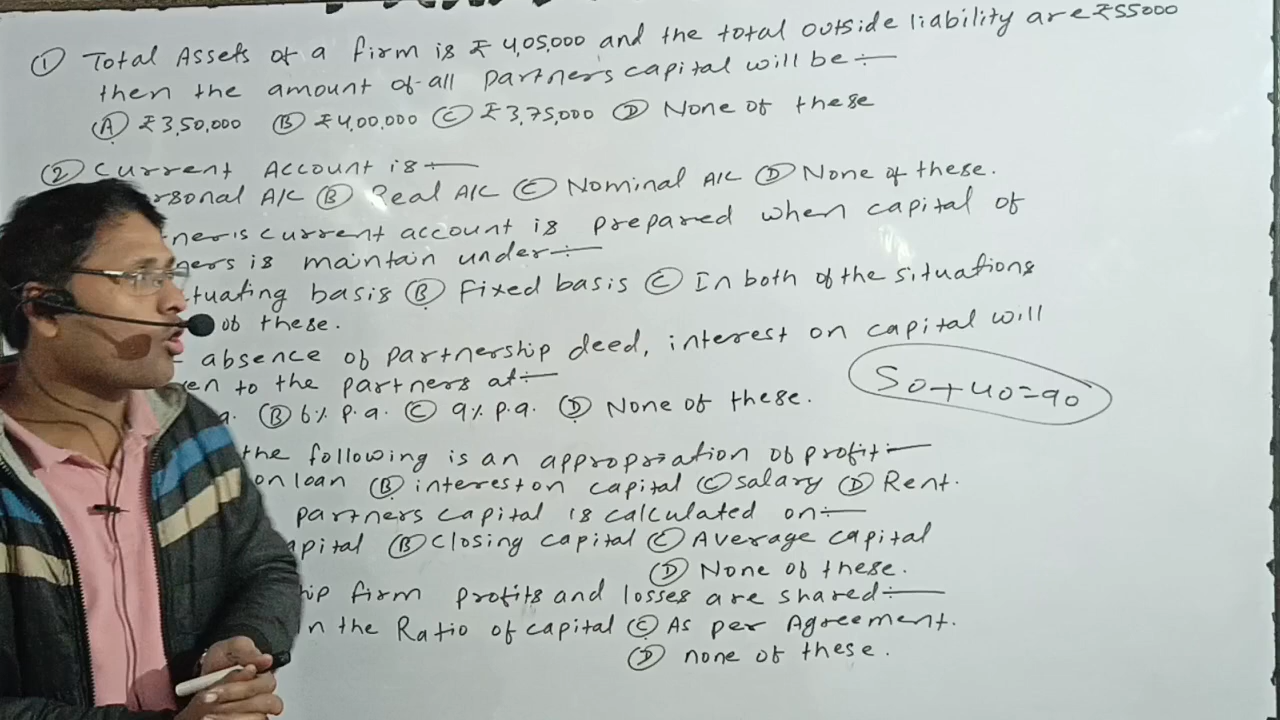 ① Total Assets of a firm is ₹ 4,05,000 and the total outside liability are ₹55000
then the amount of all partners capital will be:-
Ⓐ ₹3,50,000 Ⓑ ₹4,00,000 Ⓒ ₹3,75,000 Ⓓ None of these
② Current Account is:-
rsonal A/C Ⓑ Real A/C Ⓒ Nominal A/C Ⓓ None of these.
ner's current account is prepared when capital of
ners is maintain under:-
tuating basis Ⓑ Fixed basis Ⓒ In both of the situations
of these.
absence of partnership deed, interest on capital will
en to the partners at:-
a. Ⓑ 6% p.a. Ⓒ 9% p.a. Ⓓ None of these.
50+40=90
the following is an appropriation of profit:-
on loan Ⓑ interest on capital Ⓒ salary Ⓓ Rent.
partners capital is calculated on:-
pital Ⓑ Closing capital Ⓒ Average capital
Ⓓ None of these.
hip firm profits and losses are shared:-
n the Ratio of capital Ⓒ As per Agreement.
Ⓓ none of these.